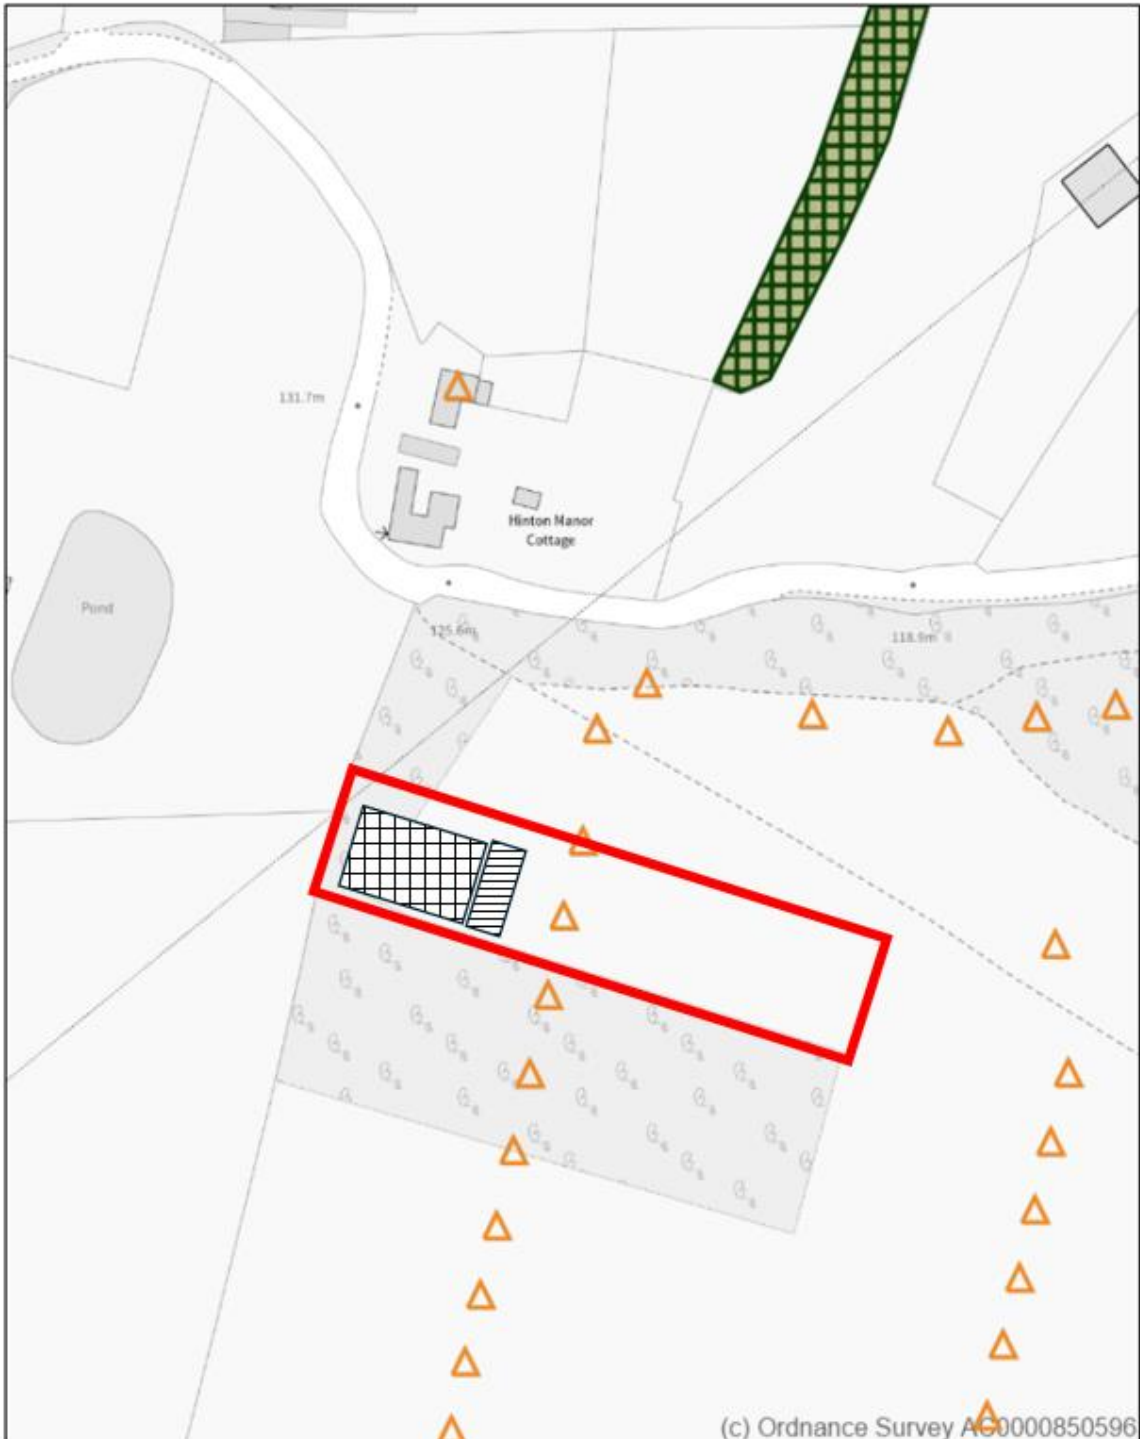 131.7m
Hinton Manor
Cottage
Pond
125.6m
118.9m
(c) Ordnance Survey AC0000850596